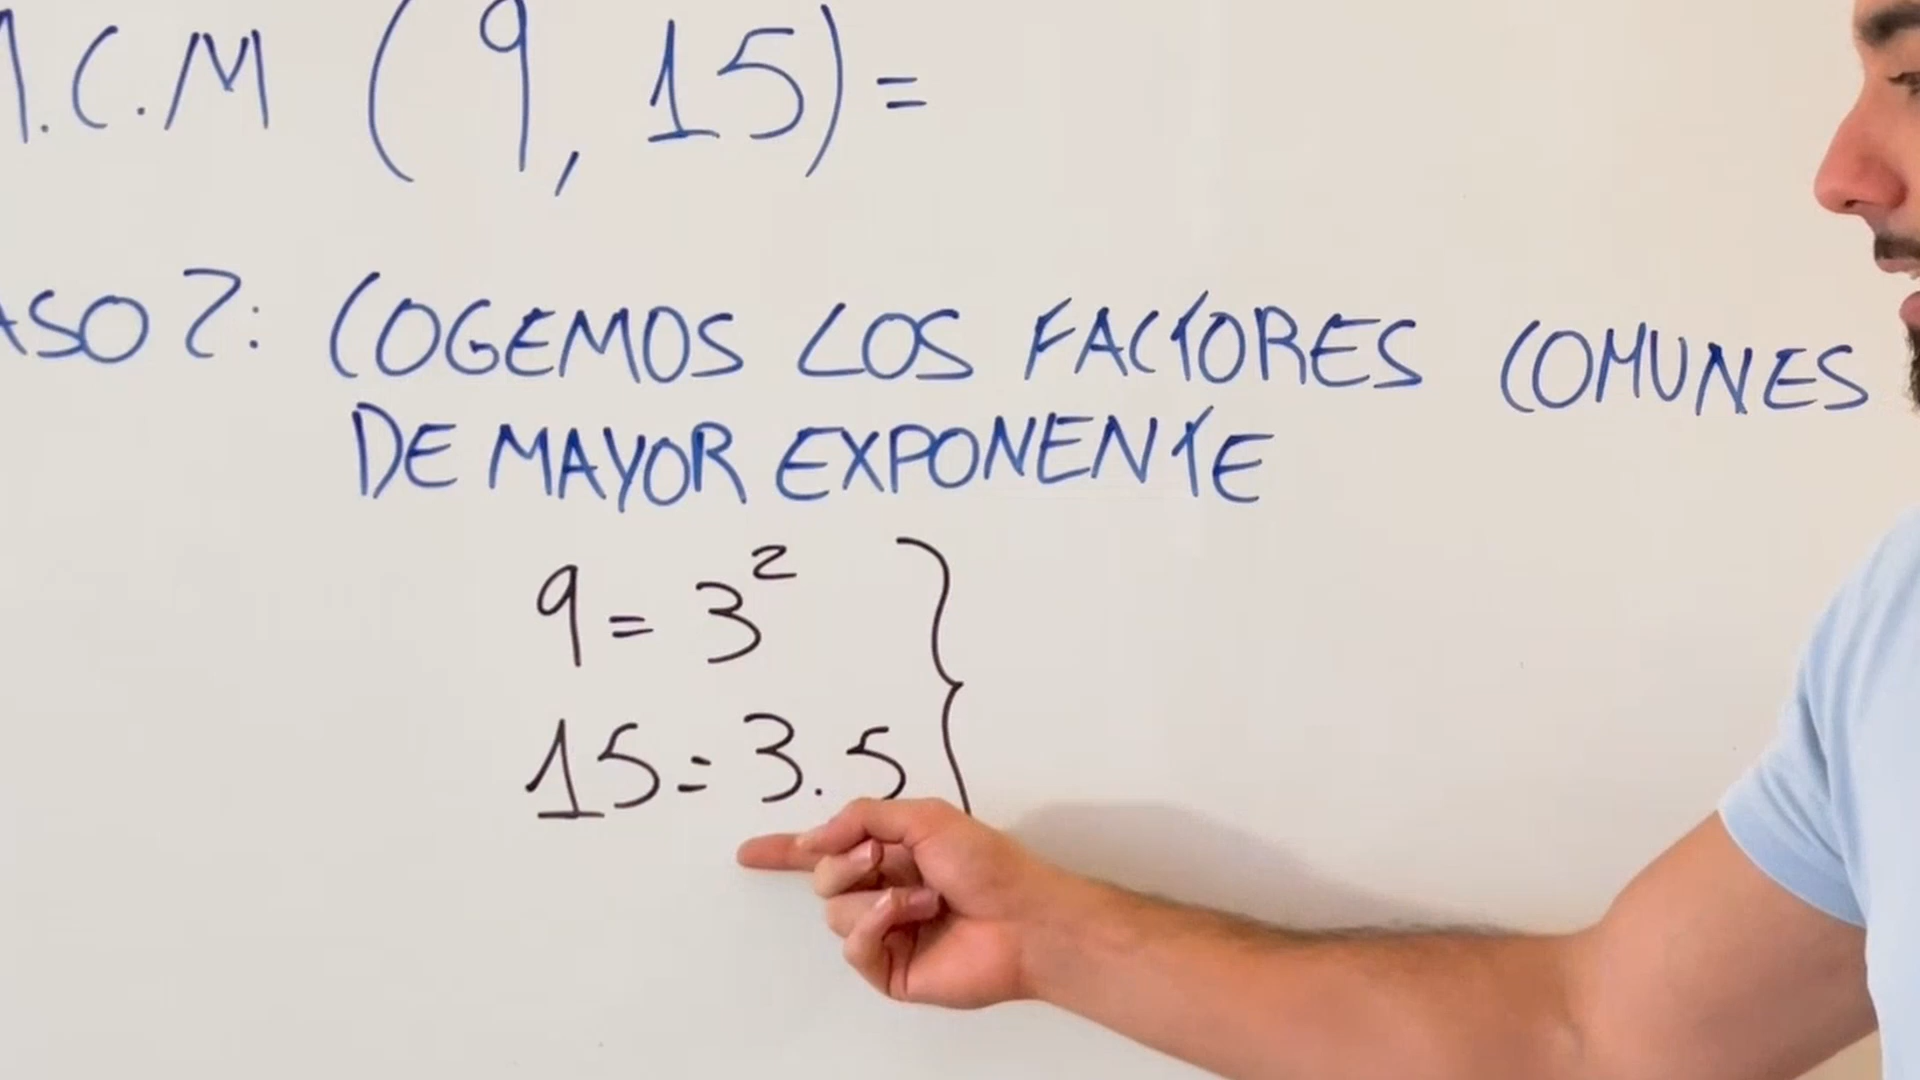 M.C.M (9, 15) =
ASO 2: COGEMOS LOS FACTORES COMUNES
DE MAYOR EXPONENTE
9 = 3²
15 = 3.5